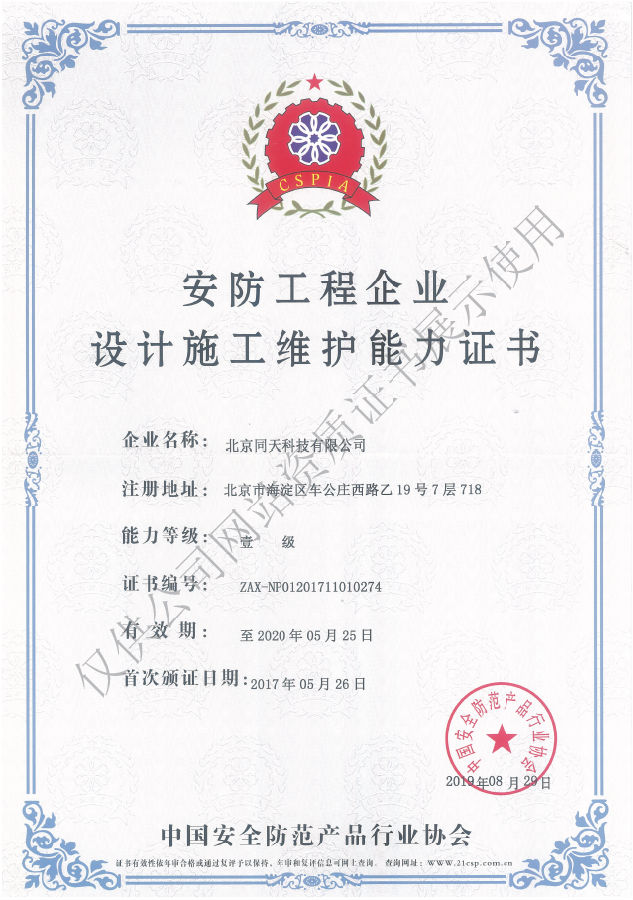 CSPIA
安防工程企业
设计施工维护能力证书
企业名称: 北京同天科技有限公司
注册地址: 北京市海淀区车公庄西路乙19号7层718
能力等级: 壹 级
证书编号: ZAX-NP01201711010274
有 效 期: 至2020年05月25日
首次颁证日期: 2017年05月26日
中国安全防范产品行业协会
2019年08月29日
中国安全防范产品行业协会
证书有效性依年审合格或通过复评予以保持、年审和复评信息可网上查询。 查询网址: WWW.21csp.com.cn
仅供公司网站资质证书展示使用